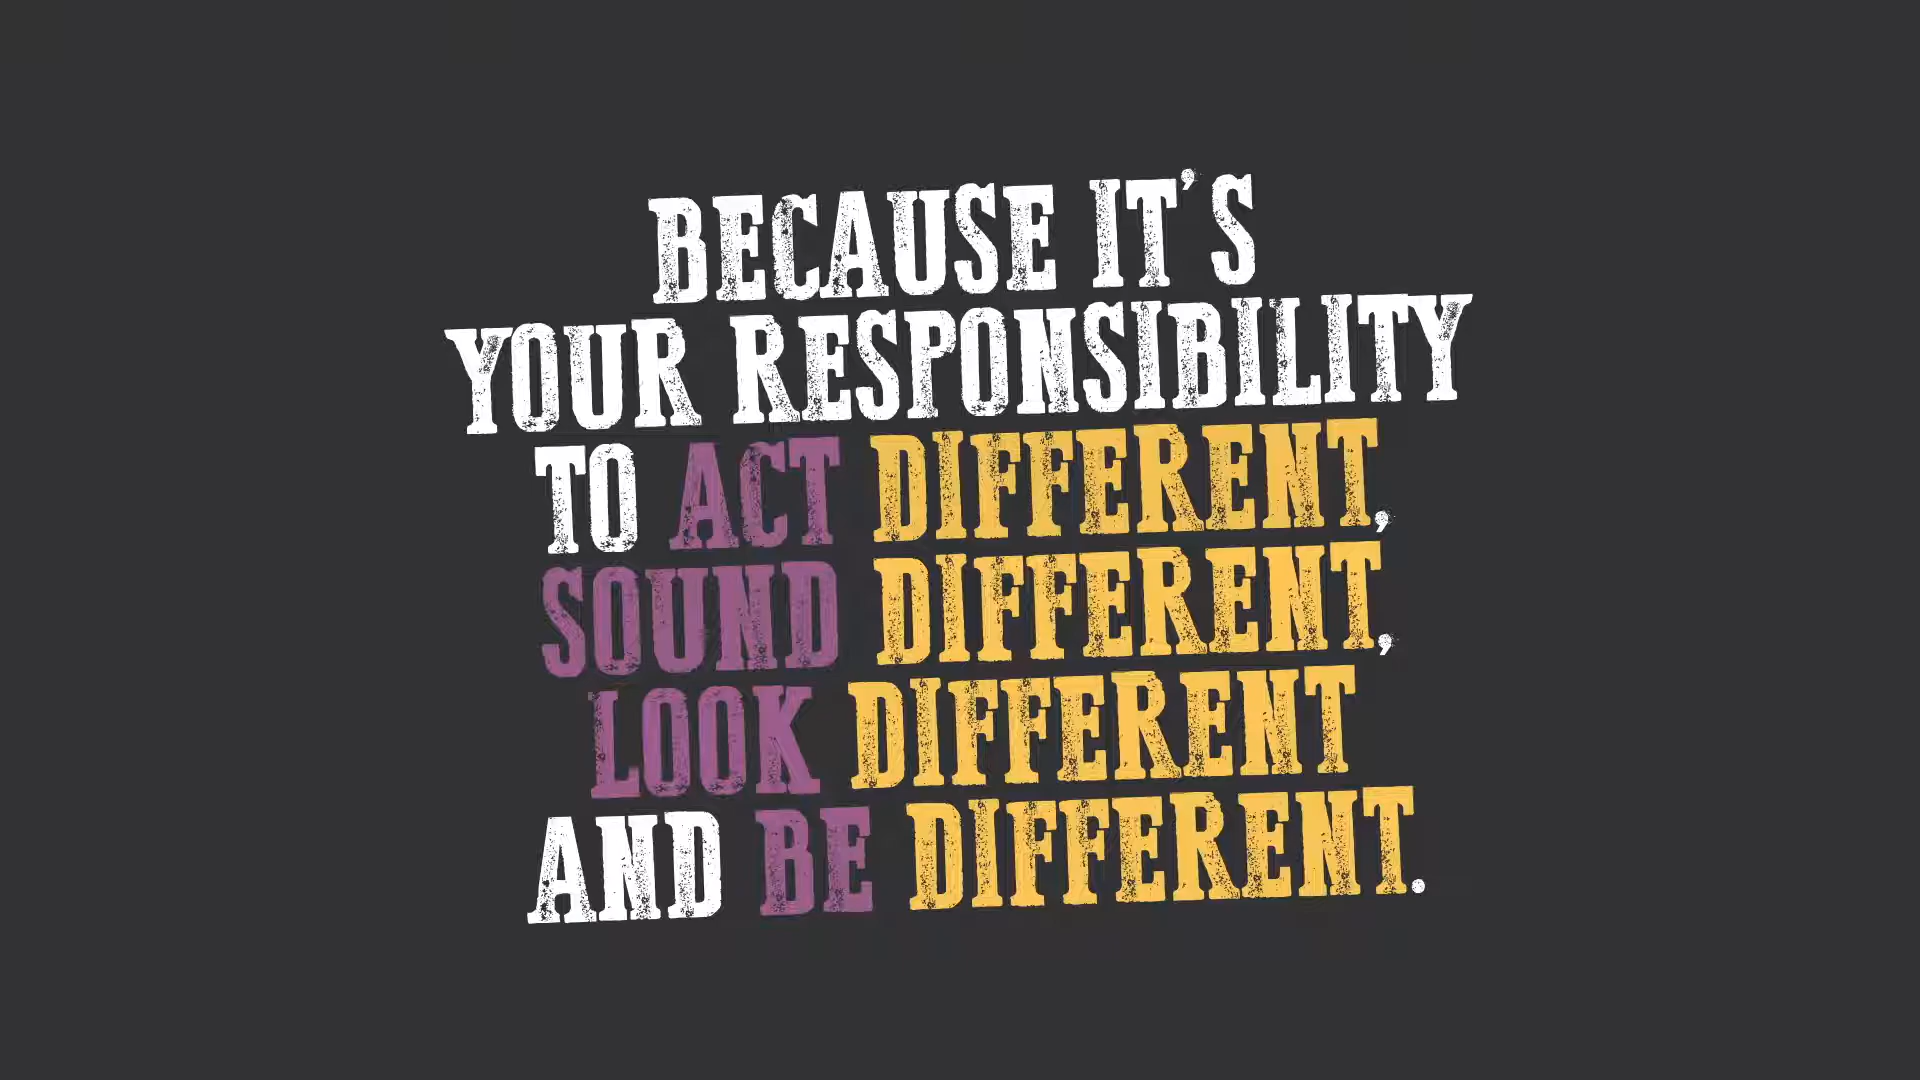 BECAUSE IT'S
YOUR RESPONSIBILITY
TO ACT DIFFERENT,
SOUND DIFFERENT,
LOOK DIFFERENT
AND BE DIFFERENT.